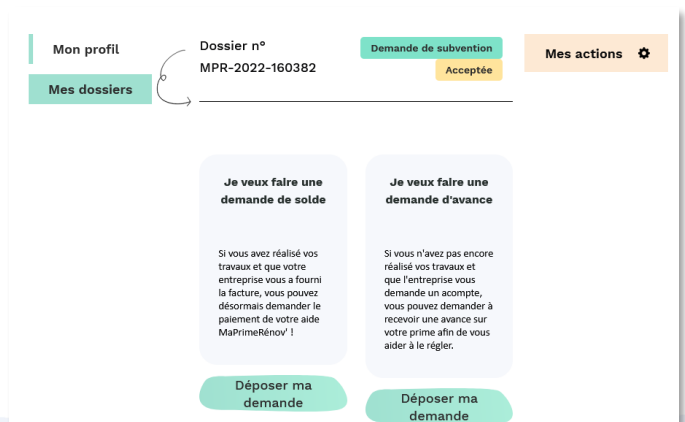 Mon profil
Mes dossiers
Dossier n°
MPR-2022-160382
Demande de subvention
Acceptée
Mes actions
Je veux faire une
demande de solde
Si vous avez réalisé vos
travaux et que votre
entreprise vous a fourni
la facture, vous pouvez
désormais demander le
paiement de votre aide
MaPrimeRénov' !
Déposer ma
demande
Je veux faire une
demande d'avance
Si vous n'avez pas encore
réalisé vos travaux et
que l'entreprise vous
demande un acompte,
vous pouvez demander à
recevoir une avance sur
votre prime afin de vous
aider à le régler.
Déposer ma
demande